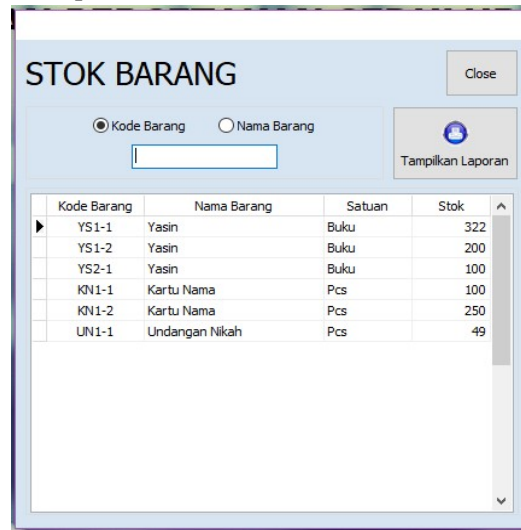 STOK BARANG
Close
Kode Barang Nama Barang
Tampilkan Laporan
Kode Barang Nama Barang Satuan Stok
YS1-1 Yasin Buku 322
YS1-2 Yasin Buku 200
YS2-1 Yasin Buku 100
KN1-1 Kartu Nama Pcs 100
KN1-2 Kartu Nama Pcs 250
UN1-1 Undangan Nikah Pcs 49